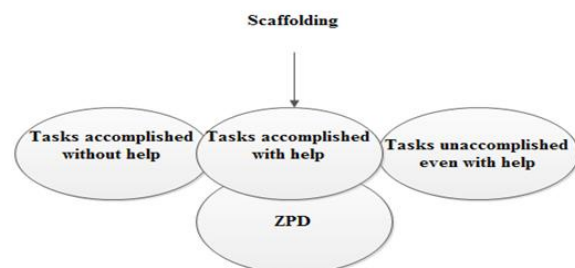 Scaffolding
Tasks accomplished
without help
Tasks accomplished
with help
Tasks unaccomplished
even with help
ZPD